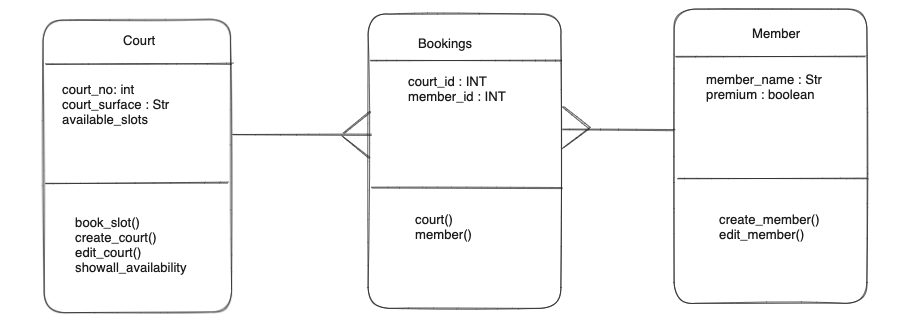 Court
court_no: int
court_surface : Str
available_slots
book_slot()
create_court()
edit_court()
showall_availability
Bookings
court_id : INT
member_id : INT
court()
member()
Member
member_name : Str
premium : boolean
create_member()
edit_member()